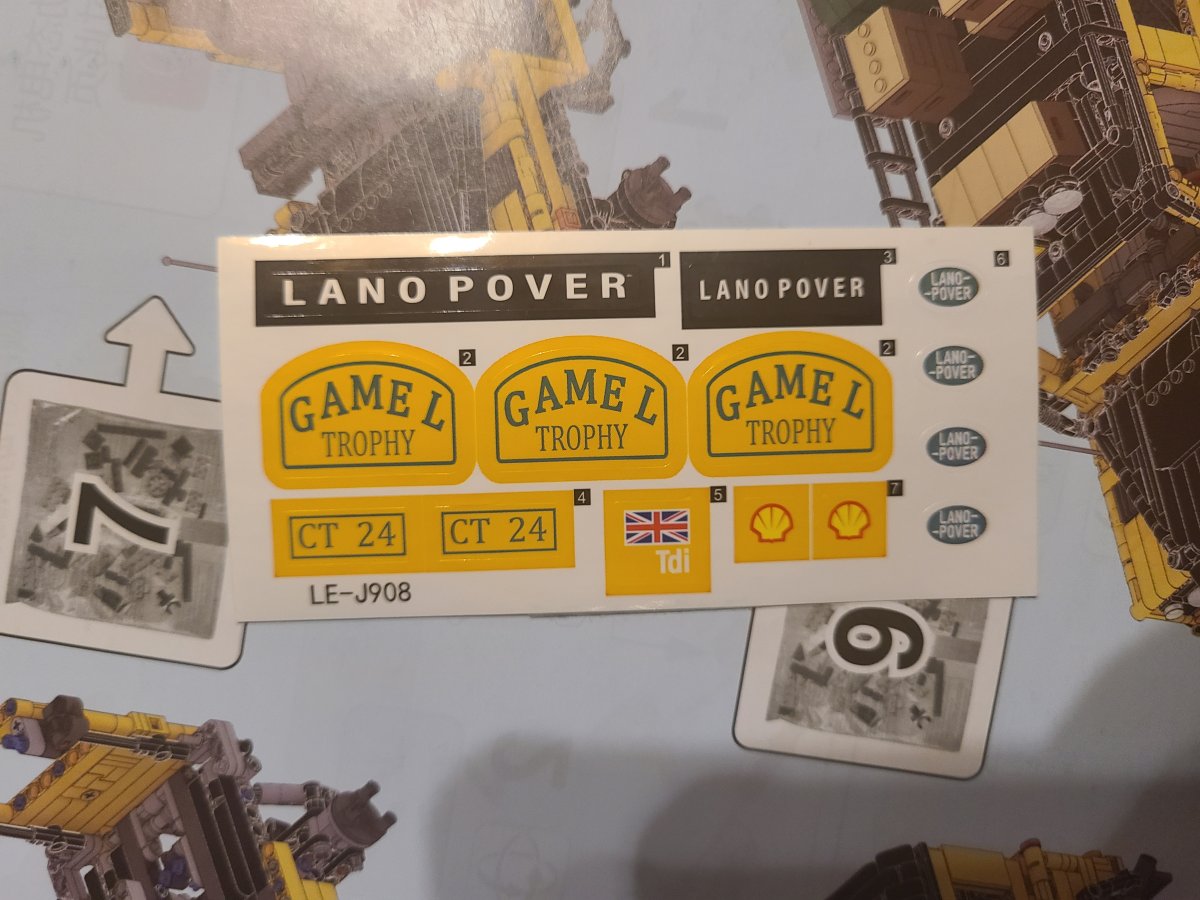 LANO POVER
1
LANO POVER
3
6
LANO-
-POVER
GAME L
TROPHY
2
GAME L
TROPHY
2
GAME L
TROPHY
2
LANO-
-POVER
LANO-
-POVER
CT 24
CT 24
4
Tdi
5
7
LANO-
-POVER
LE-J908
7
6